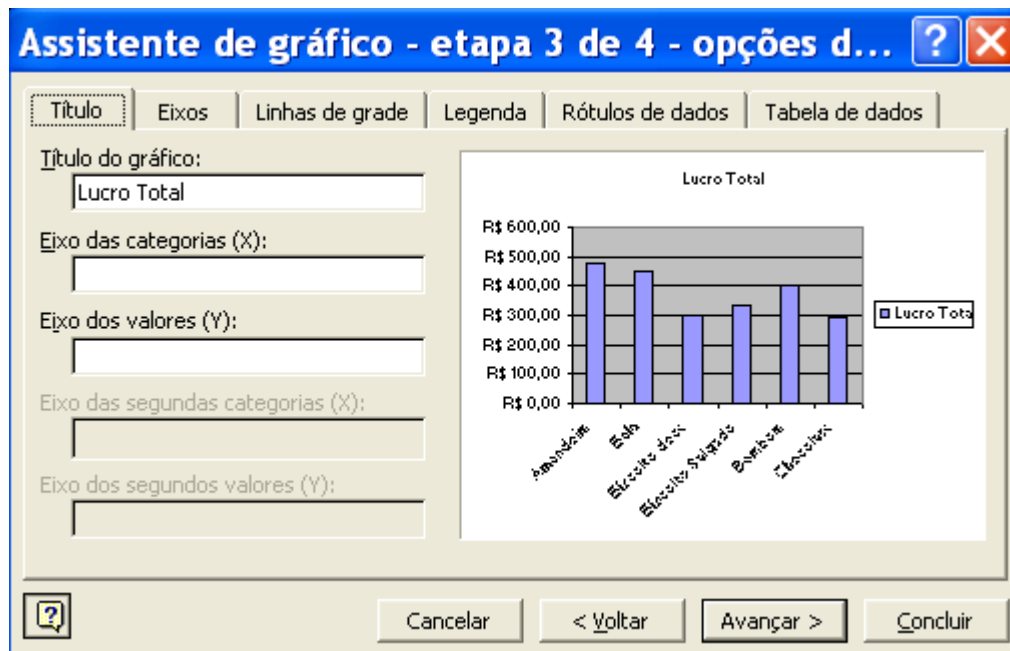 Assistente de gráfico - etapa 3 de 4 - opções d...
Título
Eixos
Linhas de grade
Legenda
Rótulos de dados
Tabela de dados
Título do gráfico:
Lucro Total
Eixo das categorias (X):
Eixo dos valores (Y):
Eixo das segundas categorias (X):
Eixo dos segundos valores (Y):
Lucro Total
R$ 600,00
R$ 500,00
R$ 400,00
R$ 300,00
R$ 200,00
R$ 100,00
R$ 0,00
Bolo
Biscoito doce
Biscoito Salgado
Bombom
Lucro Tota
Cancelar
< Voltar
Avançar >
Concluir